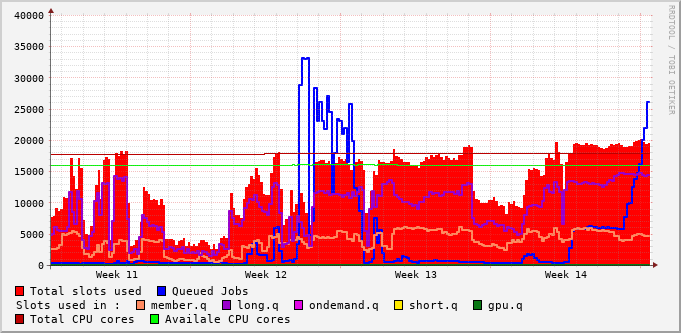 40000
35000
30000
25000
20000
15000
10000
5000
0
Week 11 Week 12 Week 13 Week 14
RRDTOOL / TOBI OETIKER
Total slots used Queued Jobs
Slots used in : member.q long.q ondemand.q short.q gpu.q
Total CPU cores Availale CPU cores